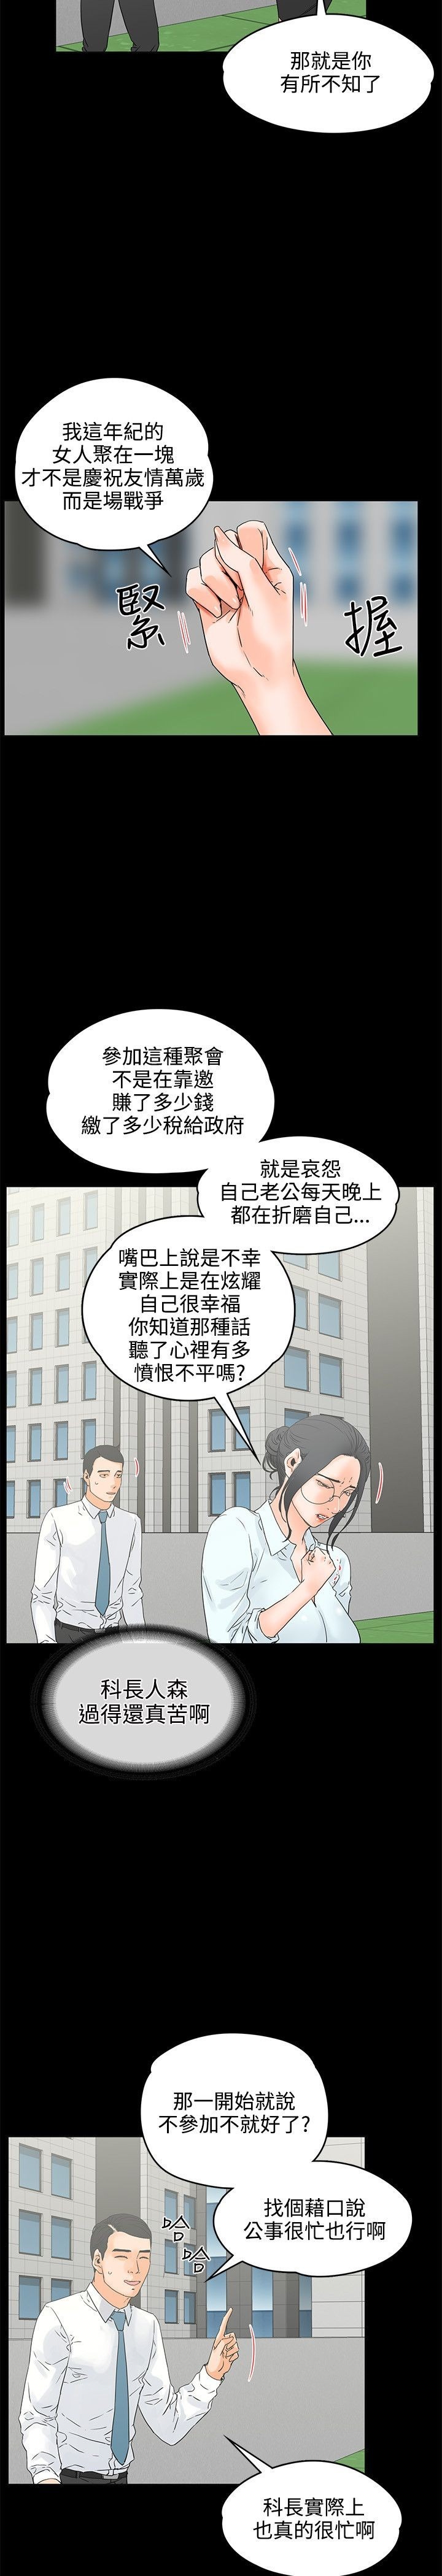 那就是你
有所不知了
我這年紀的
女人聚在一塊
才不是慶祝友情萬歲
而是場戰爭
緊
握
參加這種聚會
不是在靠邀
賺了多少錢
繳了多少稅給政府
就是哀怨
自己老公每天晚上
都在折磨自己...
嘴巴上說是不幸
實際上是在炫耀
自己很幸福
你知道那種話
聽了心裡有多
憤恨不平嗎?
科長人森
過得還真苦啊
那一開始就說
不參加不就好了?
找個藉口說
公事很忙也行啊
哈
哈
科長實際上
也真的很忙啊